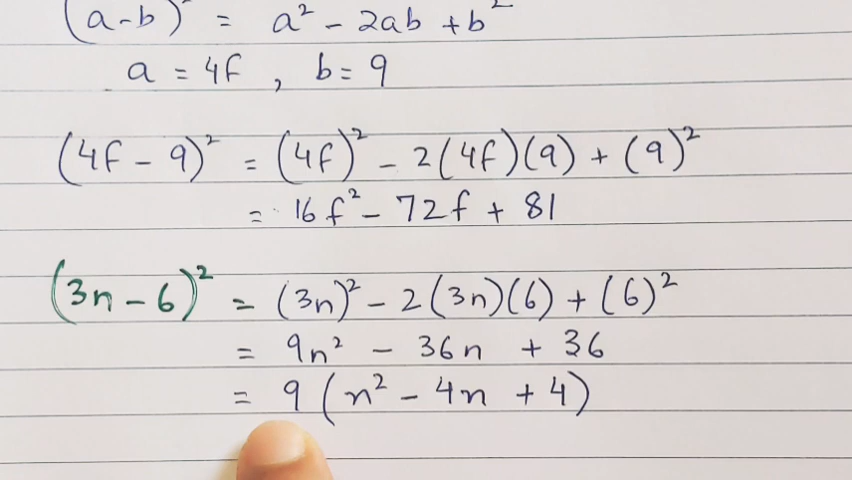 (a-b)² = a² - 2ab + b²
a = 4f , b = 9
(4f - 9)² = (4f)² - 2(4f)(9) + (9)²
= 16f² - 72f + 81
(3n - 6)² = (3n)² - 2(3n)(6) + (6)²
= 9n² - 36n + 36
= 9(n² - 4n + 4)